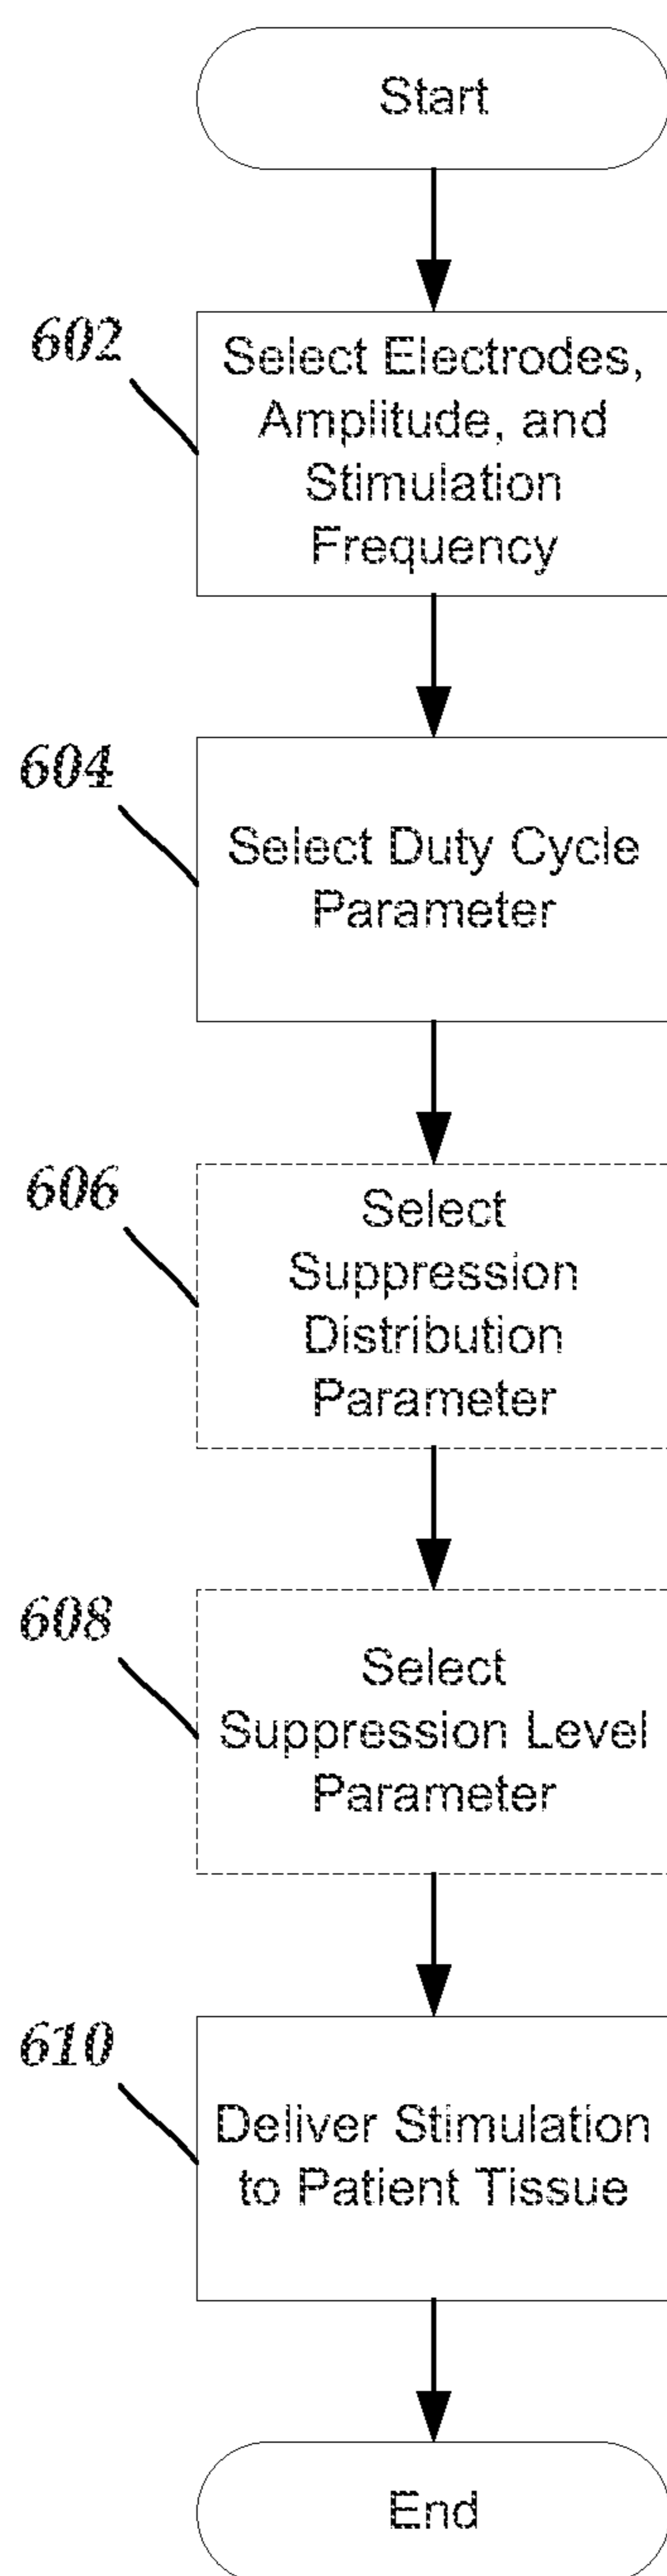 Start
602
Select Electrodes,
Amplitude, and
Stimulation
Frequency
604
Select Duty Cycle
Parameter
606
Select
Suppression
Distribution
Parameter
608
Select
Suppression Level
Parameter
610
Deliver Stimulation
to Patient Tissue
End